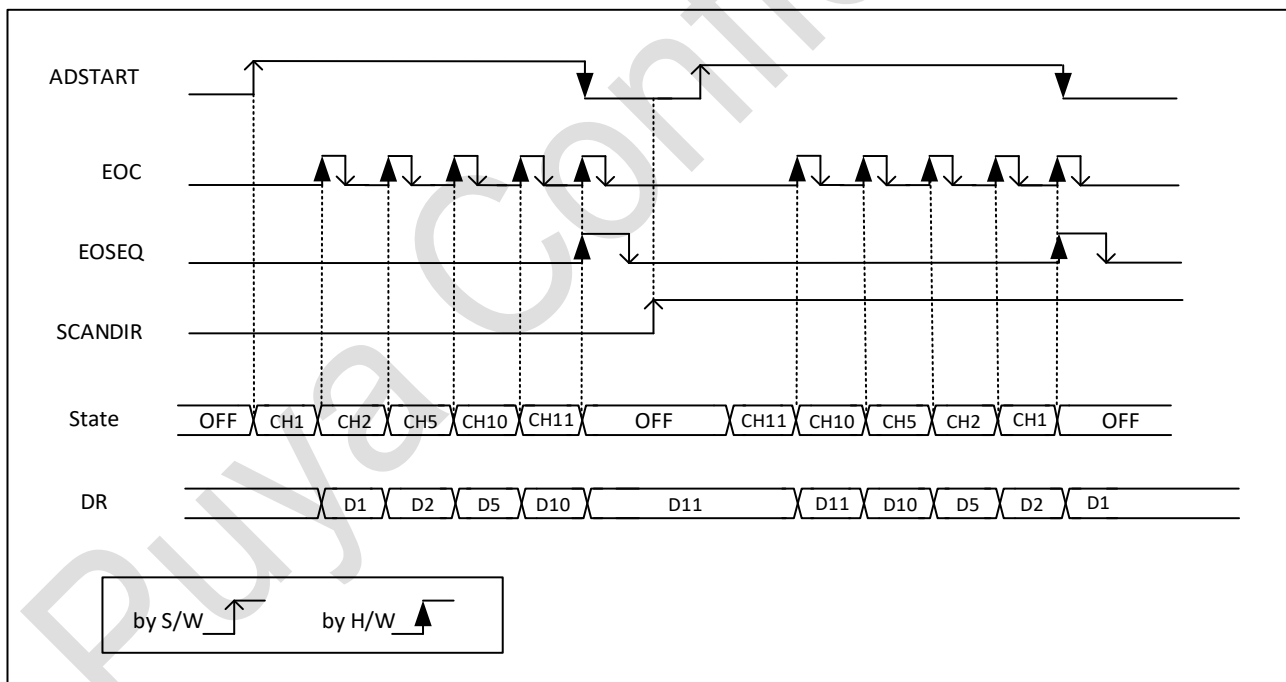 ADSTART
EOC
EOSEQ
SCANDIR
State OFF CH1 CH2 CH5 CH10 CH11 OFF CH11 CH10 CH5 CH2 CH1 OFF
DR D1 D2 D5 D10 D11 D11 D10 D5 D2 D1
by S/W by H/W
Puya Confi